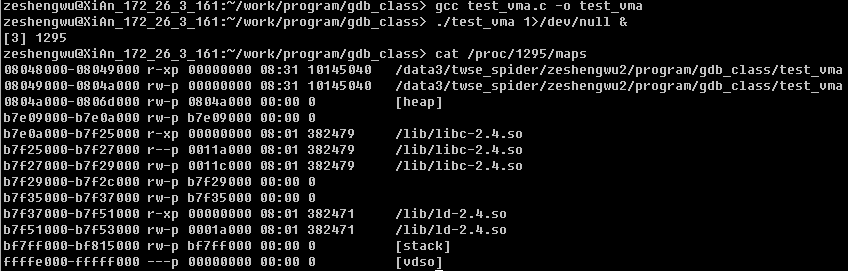 zeshengwu@XiAn_172_26_3_161:~/work/program/gdb_class> gcc test_vma.c -o test_vma
zeshengwu@XiAn_172_26_3_161:~/work/program/gdb_class> ./test_vma 1>/dev/null &
[3] 1295
zeshengwu@XiAn_172_26_3_161:~/work/program/gdb_class> cat /proc/1295/maps
08048000-08049000 r-xp 00000000 08:31 10145040 /data3/twse_spider/zeshengwu2/program/gdb_class/test_vma
08049000-0804a000 rw-p 00000000 08:31 10145040 /data3/twse_spider/zeshengwu2/program/gdb_class/test_vma
0804a000-0806d000 rw-p 0804a000 00:00 0 [heap]
b7e09000-b7e0a000 rw-p b7e09000 00:00 0
b7e0a000-b7f25000 r-xp 00000000 08:01 382479 /lib/libc-2.4.so
b7f25000-b7f27000 r--p 0011a000 08:01 382479 /lib/libc-2.4.so
b7f27000-b7f29000 rw-p 0011c000 08:01 382479 /lib/libc-2.4.so
b7f29000-b7f2c000 rw-p b7f29000 00:00 0
b7f35000-b7f37000 rw-p b7f35000 00:00 0
b7f37000-b7f51000 r-xp 00000000 08:01 382471 /lib/ld-2.4.so
b7f51000-b7f53000 rw-p 0001a000 08:01 382471 /lib/ld-2.4.so
bf7ff000-bf815000 rw-p bf7ff000 00:00 0 [stack]
ffffe000-fffff000 ---p 00000000 00:00 0 [vdso]